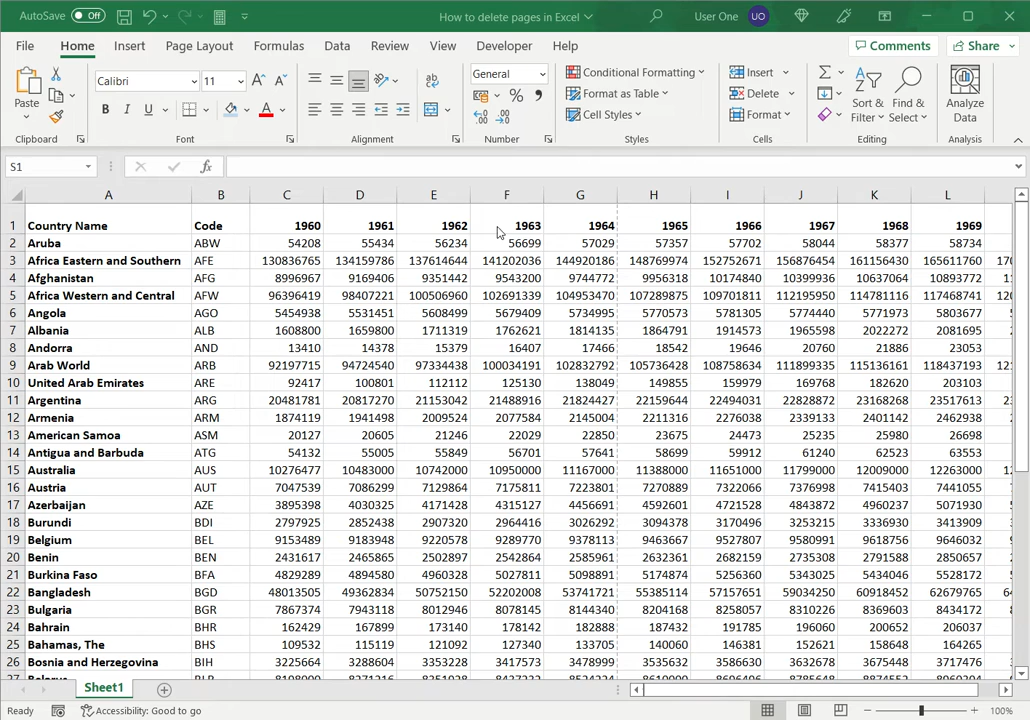 AutoSave Off How to delete pages in Excel User One UO
File Home Insert Page Layout Formulas Data Review View Developer Help Comments Share
Paste Calibri 11 A A ab General Conditional Formatting Insert Sort & Find & Analyze
B I U A % 9 Format as Table Delete Filter Select Data
Cell Styles Format
Clipboard Font Alignment Number Styles Cells Editing Analysis
S1 fx
A B C D E F G H I J K L
1 Country Name Code 1960 1961 1962 1963 1964 1965 1966 1967 1968 1969
2 Aruba ABW 54208 55434 56234 56699 57029 57357 57702 58044 58377 58734
3 Africa Eastern and Southern AFE 130836765 134159786 137614644 141202036 144920186 148769974 152752671 156876454 161156430 165611760
4 Afghanistan AFG 8996967 9169406 9351442 9543200 9744772 9956318 10174840 10399936 10637064 10893772
5 Africa Western and Central AFW 96396419 98407221 100506960 102691339 104953470 107289875 109701811 112195950 114781116 117468741
6 Angola AGO 5454938 5531451 5608499 5679409 5734995 5770573 5781305 5774440 5771973 5803677
7 Albania ALB 1608800 1659800 1711319 1762621 1814135 1864791 1914573 1965598 2022272 2081695
8 Andorra AND 13410 14378 15379 16407 17466 18542 19646 20760 21886 23053
9 Arab World ARB 92197715 94724540 97334438 100034191 102832792 105736428 108758634 111899335 115136161 118437193
10 United Arab Emirates ARE 92417 100801 112112 125130 138049 149855 159979 169768 182620 203103
11 Argentina ARG 20481781 20817270 21153042 21488916 21824427 22159644 22494031 22828872 23168268 23517613
12 Armenia ARM 1874119 1941498 2009524 2077584 2145004 2211316 2276038 2339133 2401142 2462938
13 American Samoa ASM 20127 20605 21246 22029 22850 23675 24473 25235 25980 26698
14 Antigua and Barbuda ATG 54132 55005 55849 56701 57641 58699 59912 61240 62523 63553
15 Australia AUS 10276477 10483000 10742000 10950000 11167000 11388000 11651000 11799000 12009000 12263000
16 Austria AUT 7047539 7086299 7129864 7175811 7223801 7270889 7322066 7376998 7415403 7441055
17 Azerbaijan AZE 3895398 4030325 4171428 4315127 4456691 4592601 4721528 4843872 4960237 5071930
18 Burundi BDI 2797925 2852438 2907320 2964416 3026292 3094378 3170496 3253215 3336930 3413909
19 Belgium BEL 9153489 9183948 9220578 9289770 9378113 9463667 9527807 9580991 9618756 9646032
20 Benin BEN 2431617 2465865 2502897 2542864 2585961 2632361 2682159 2735308 2791588 2850657
21 Burkina Faso BFA 4829289 4894580 4960328 5027811 5098891 5174874 5256360 5343025 5434046 5528172
22 Bangladesh BGD 48013505 49362834 50752150 52202008 53741721 55385114 57157651 59034250 60918452 62679765
23 Bulgaria BGR 7867374 7943118 8012946 8078145 8144340 8204168 8258057 8310226 8369603 8434172
24 Bahrain BHR 162429 167899 173140 178142 182888 187432 191785 196060 200652 206037
25 Bahamas, The BHS 109532 115119 121092 127340 133705 140060 146381 152621 158648 164265
26 Bosnia and Herzegovina BIH 3225664 3288604 3353228 3417573 3478999 3535632 3586630 3632678 3675448 3717476
Sheet1
Ready Accessibility: Good to go 100%